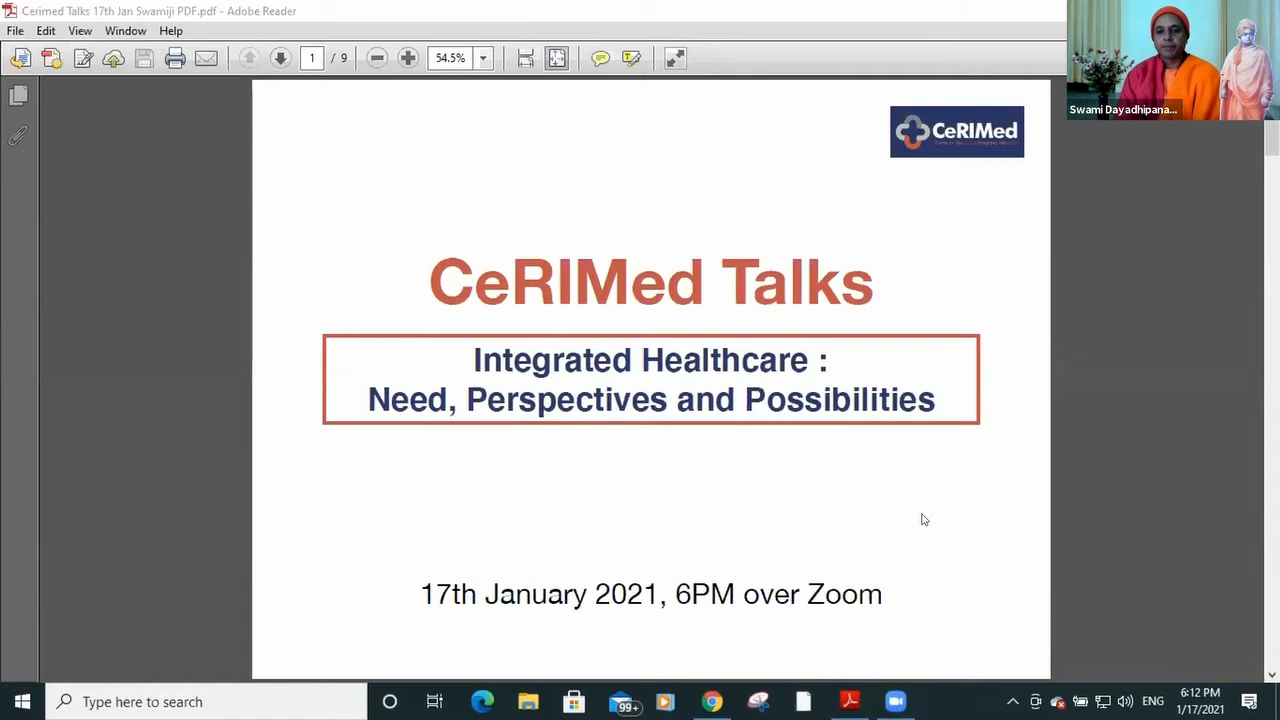 Cerimed Talks 17th Jan Swamiji PDF.pdf - Adobe Reader
File Edit View Window Help
1 / 9 54.5%
Swami Dayadhipana...
CeRIMed
CeRIMed Talks
Integrated Healthcare :
Need, Perspectives and Possibilities
17th January 2021, 6PM over Zoom
Type here to search
99+
ENG
6:12 PM
1/17/2021